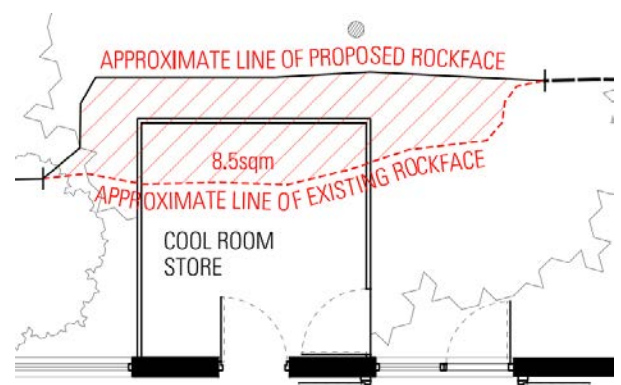 APPROXIMATE LINE OF PROPOSED ROCKFACE
8.5sqm
APPROXIMATE LINE OF EXISTING ROCKFACE
COOL ROOM
STORE